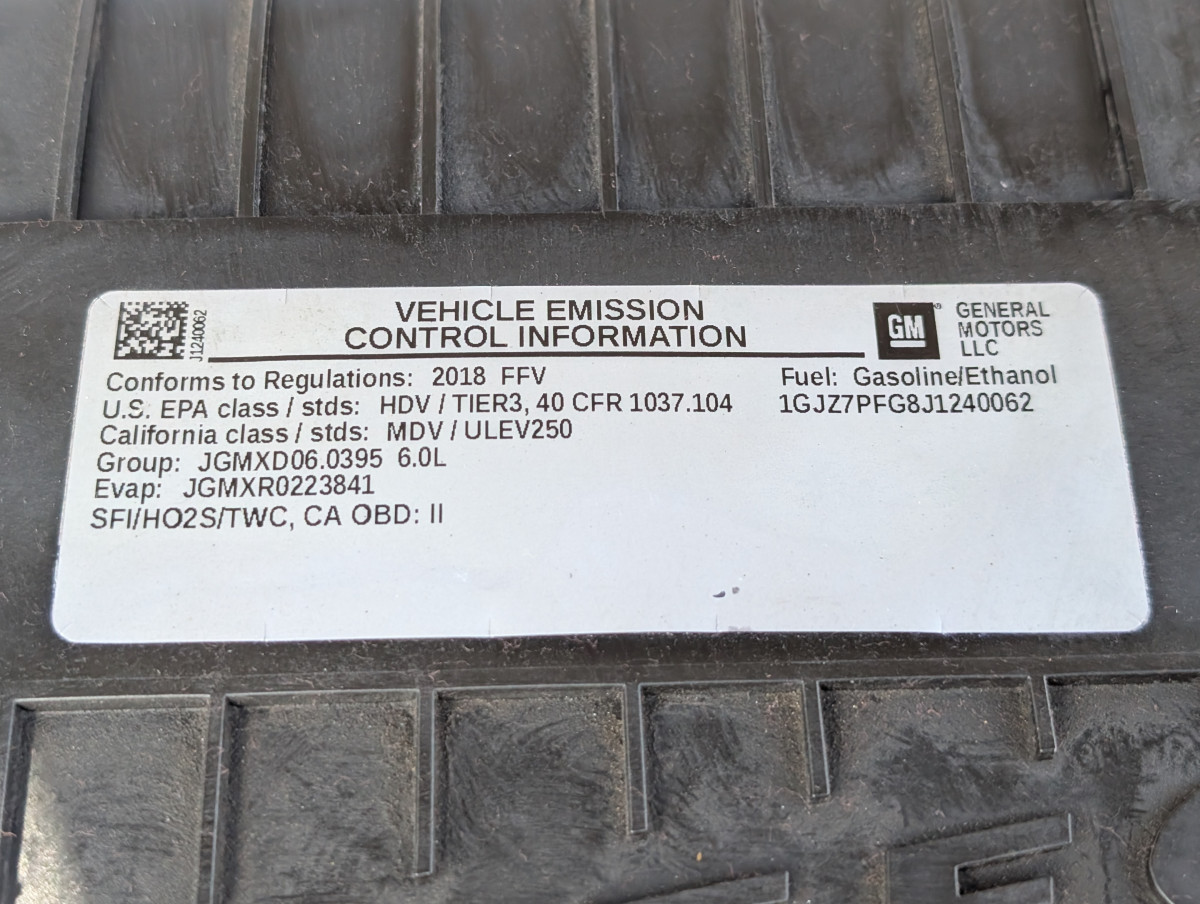 J1240062
VEHICLE EMISSION
CONTROL INFORMATION
GM®
GENERAL
MOTORS
LLC
Conforms to Regulations: 2018 FFV
Fuel: Gasoline/Ethanol
U.S. EPA class / stds: HDV / TIER3, 40 CFR 1037.104
1GJZ7PFG8J1240062
California class / stds: MDV / ULEV250
Group: JGMXD06.0395 6.0L
Evap: JGMXR0223841
SFI/HO2S/TWC, CA OBD: II